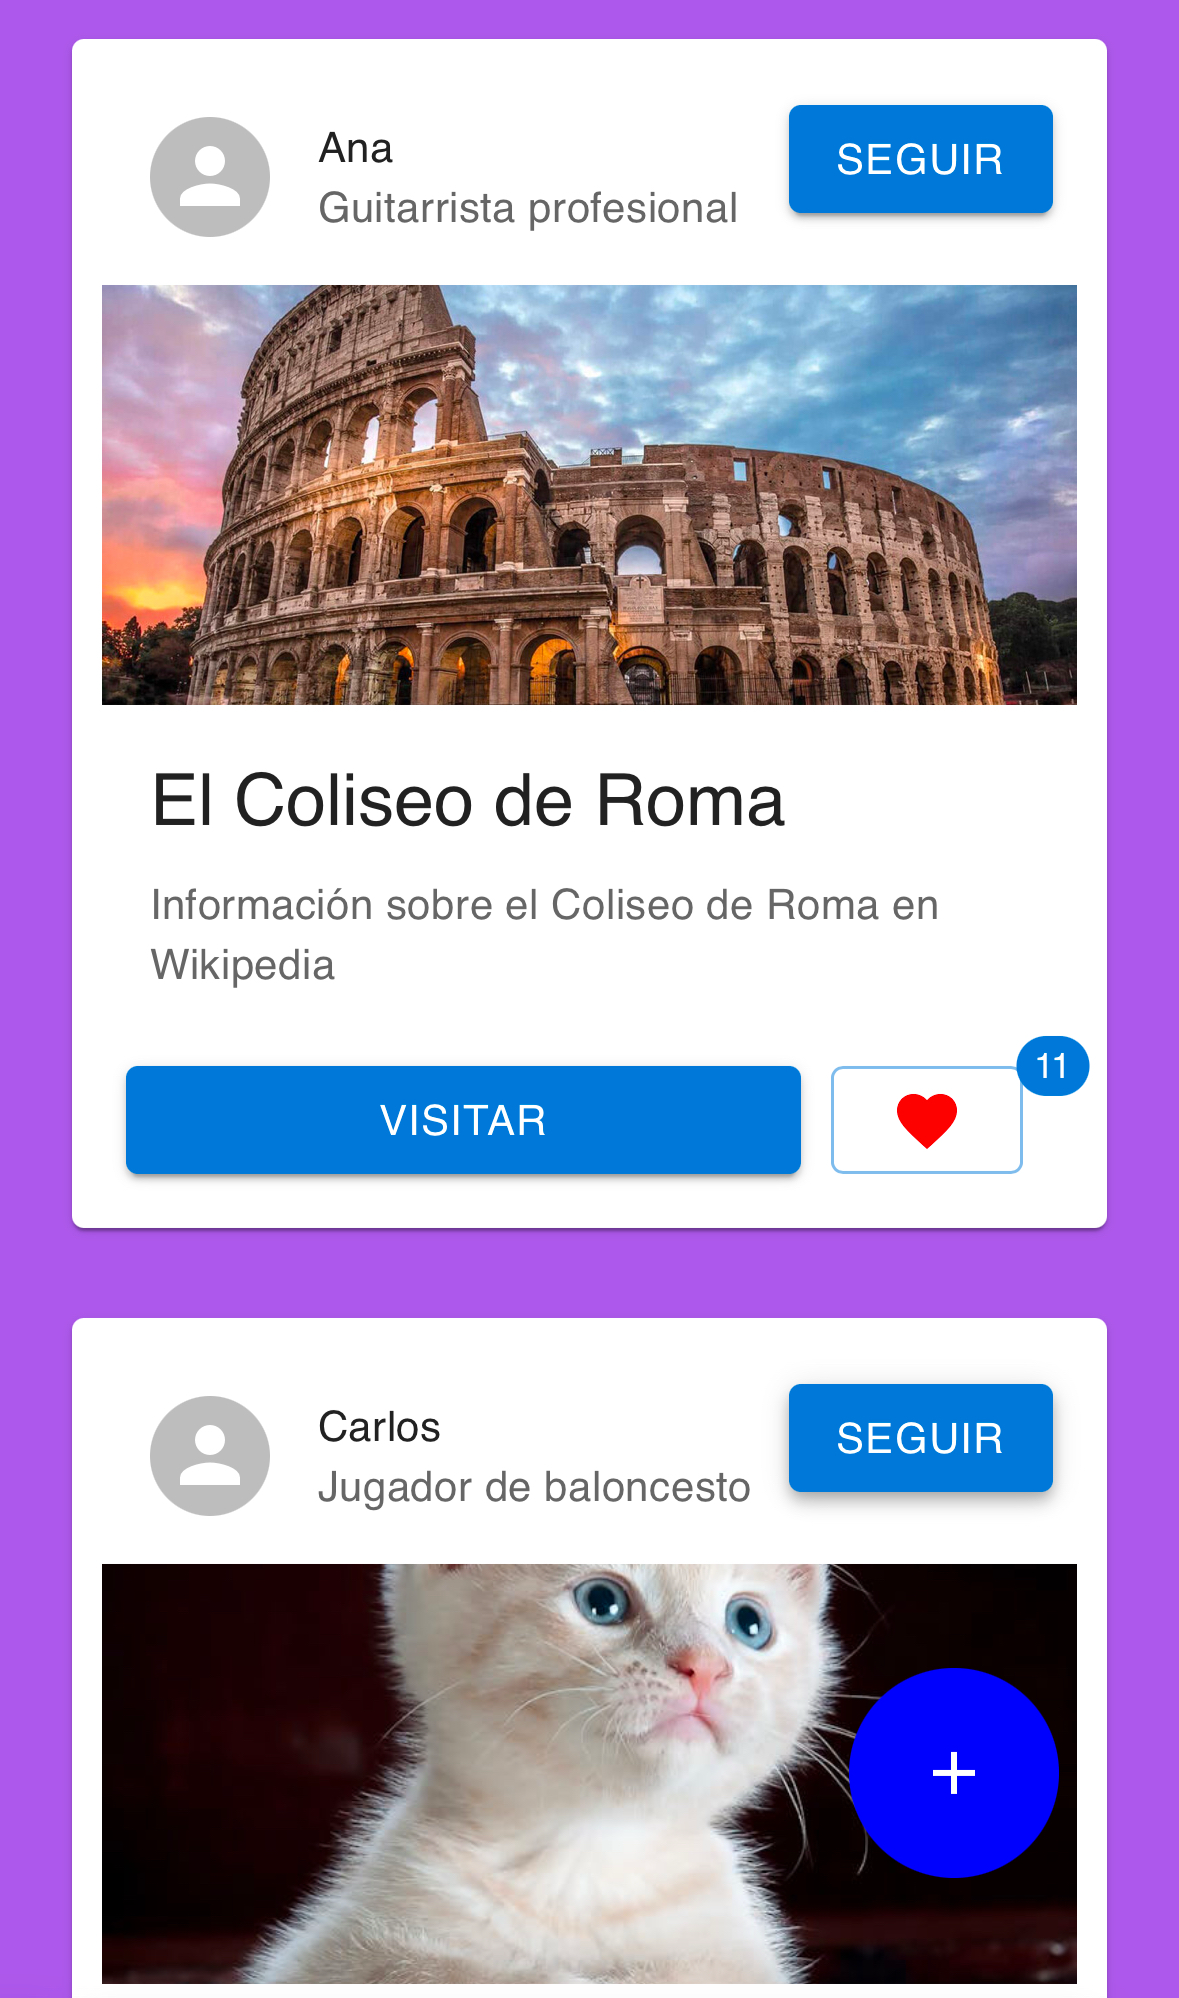 Ana
Guitarrista profesional
SEGUIR
El Coliseo de Roma
Información sobre el Coliseo de Roma en
Wikipedia
VISITAR
11
Carlos
Jugador de baloncesto
SEGUIR